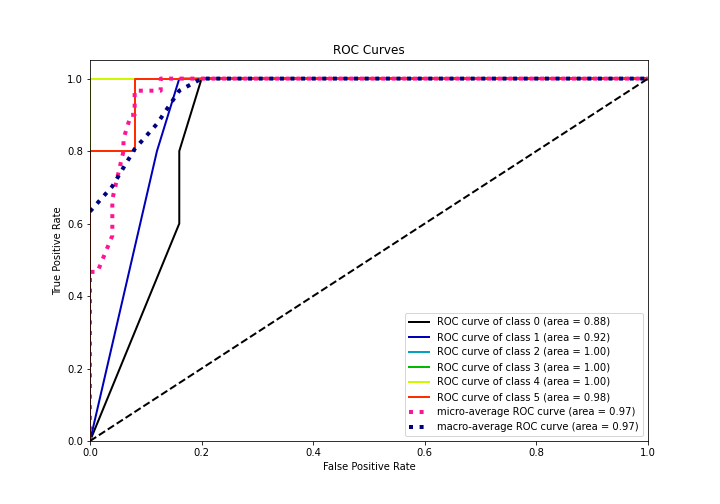 ROC Curves
True Positive Rate
1.0
0.8
0.6
0.4
0.2
0.0
ROC curve of class 0 (area = 0.88)
ROC curve of class 1 (area = 0.92)
ROC curve of class 2 (area = 1.00)
ROC curve of class 3 (area = 1.00)
ROC curve of class 4 (area = 1.00)
ROC curve of class 5 (area = 0.98)
micro-average ROC curve (area = 0.97)
macro-average ROC curve (area = 0.97)
0.0 0.2 0.4 0.6 0.8 1.0
False Positive Rate